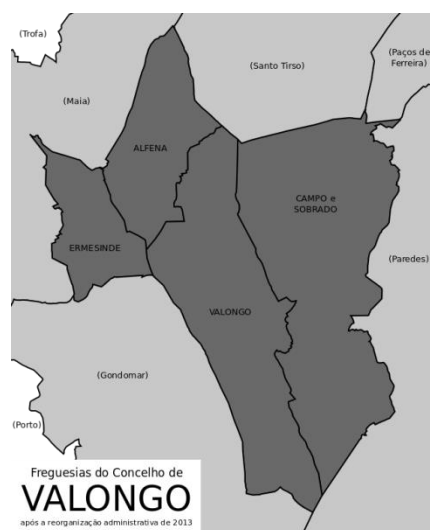 (Trofa)
(Santo Tirso)
(Paços de
Ferreira)
(Maia)
ALFENA
CAMPO e
SOBRADO
ERMESINDE
(Paredes)
VALONGO
(Gondomar)
(Porto)
Freguesias do Concelho de
VALONGO
após a reorganização administrativa de 2013